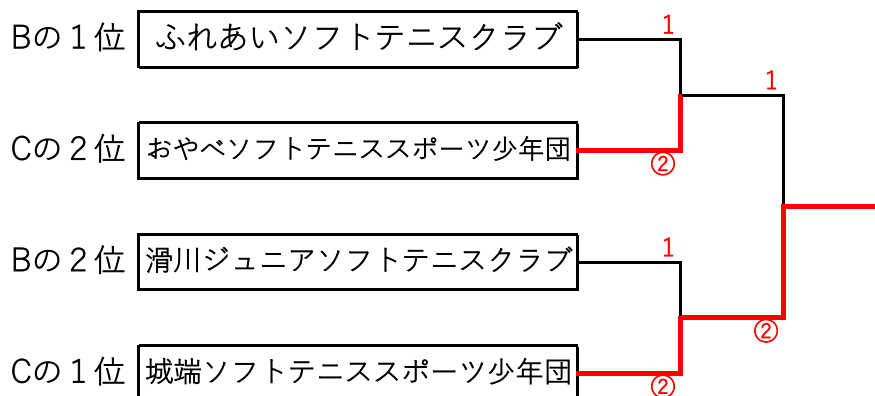 Bの１位 ふれあいソフトテニスクラブ 1
1
Cの２位 おやべソフトテニススポーツ少年団 ②
Bの２位 滑川ジュニアソフトテニスクラブ 1
②
Cの１位 城端ソフトテニススポーツ少年団 ②